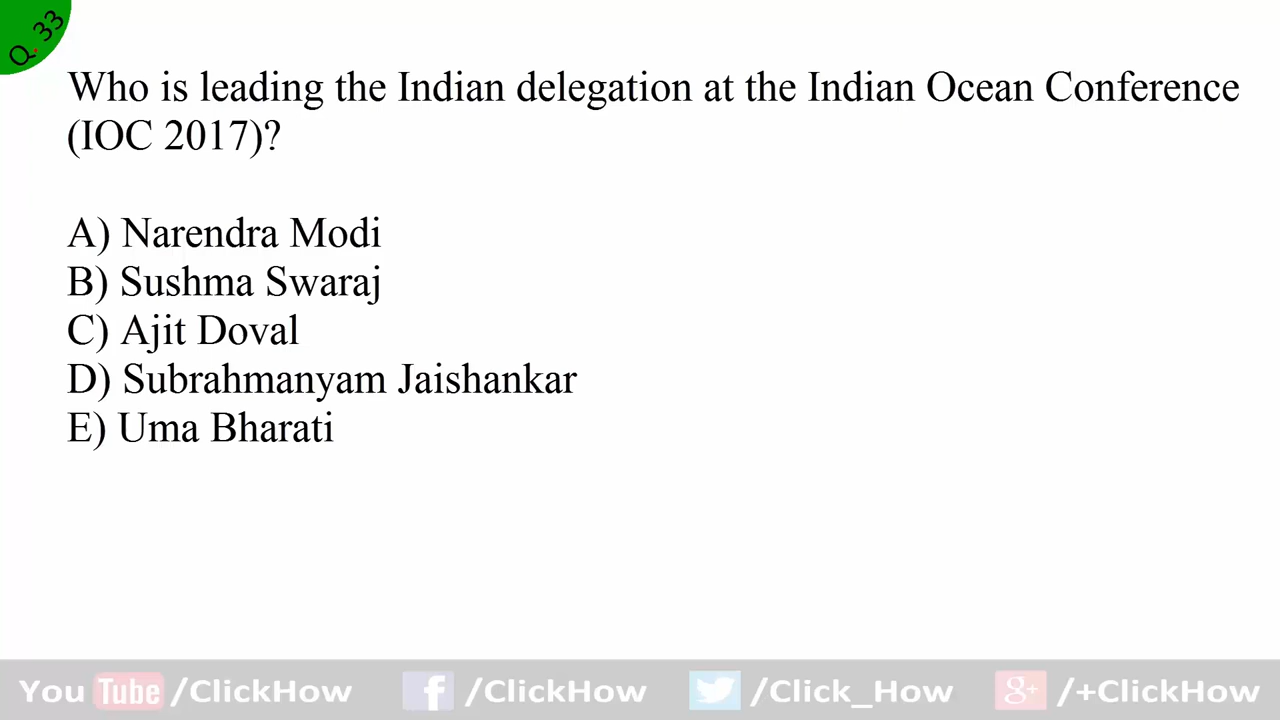 Q. 33
Who is leading the Indian delegation at the Indian Ocean Conference
(IOC 2017)?
A) Narendra Modi
B) Sushma Swaraj
C) Ajit Doval
D) Subrahmanyam Jaishankar
E) Uma Bharati
You Tube /ClickHow f /ClickHow /Click_How g+ /+ClickHow